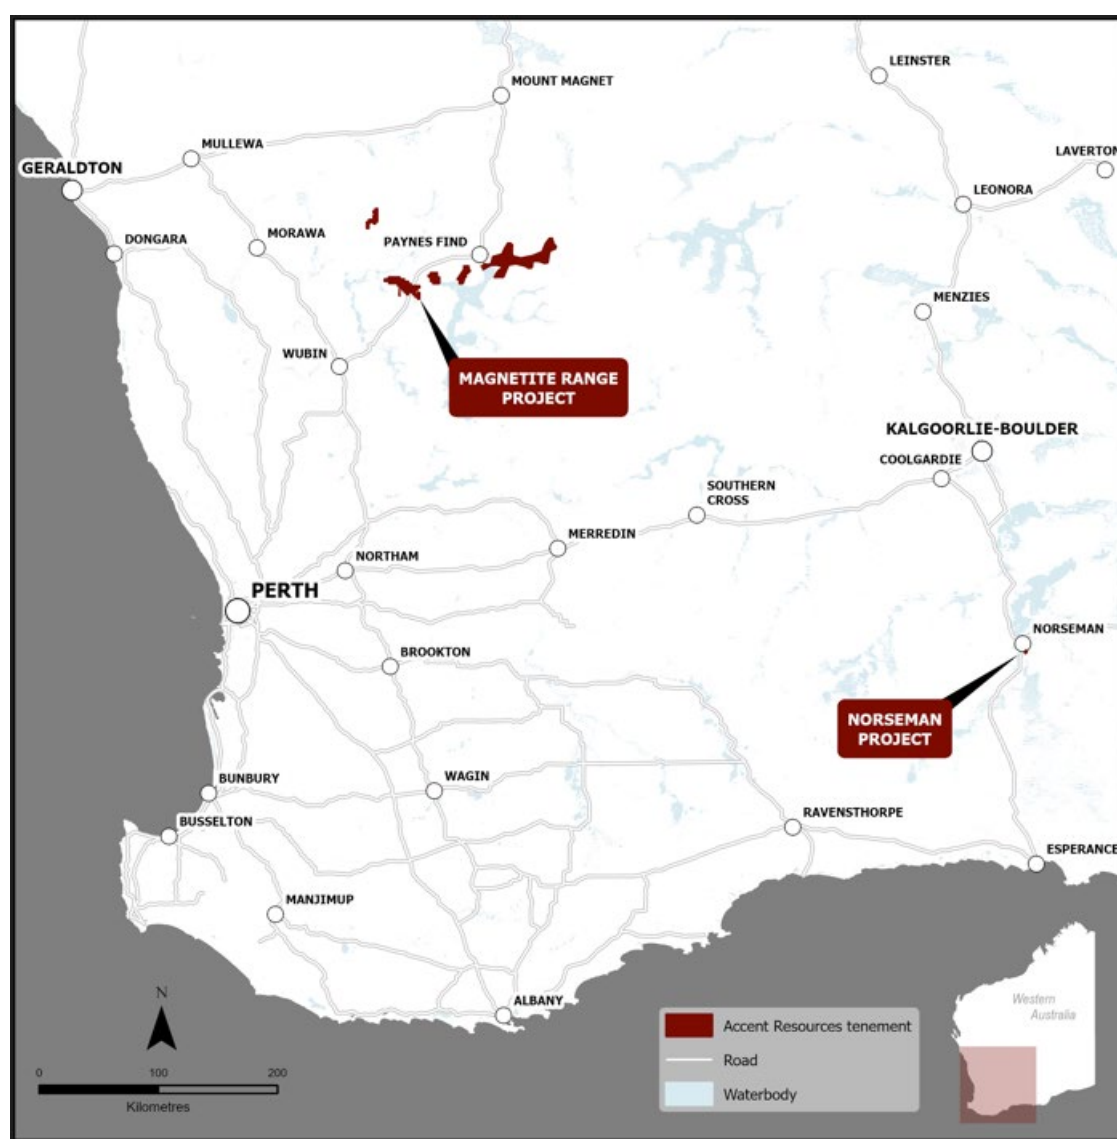 LEINSTER
MOUNT MAGNET
MULLEWA
LAVERTON
GERALDTON
LEONORA
DONGARA
MORAWA
PAYNES FIND
MENZIES
WUBIN
MAGNETITE RANGE
PROJECT
KALGOORLIE-BOULDER
COOLGARDIE
SOUTHERN
CROSS
MERREDIN
NORTHAM
PERTH
NORSEMAN
BROOKTON
NORSEMAN
PROJECT
BUNBURY
WAGIN
BUSSELTON
RAVENSTHORPE
ESPERANCE
MANJIMUP
ALBANY
N
0 100 200
Kilometres
Accent Resources tenement
Road
Waterbody
Western
Australia